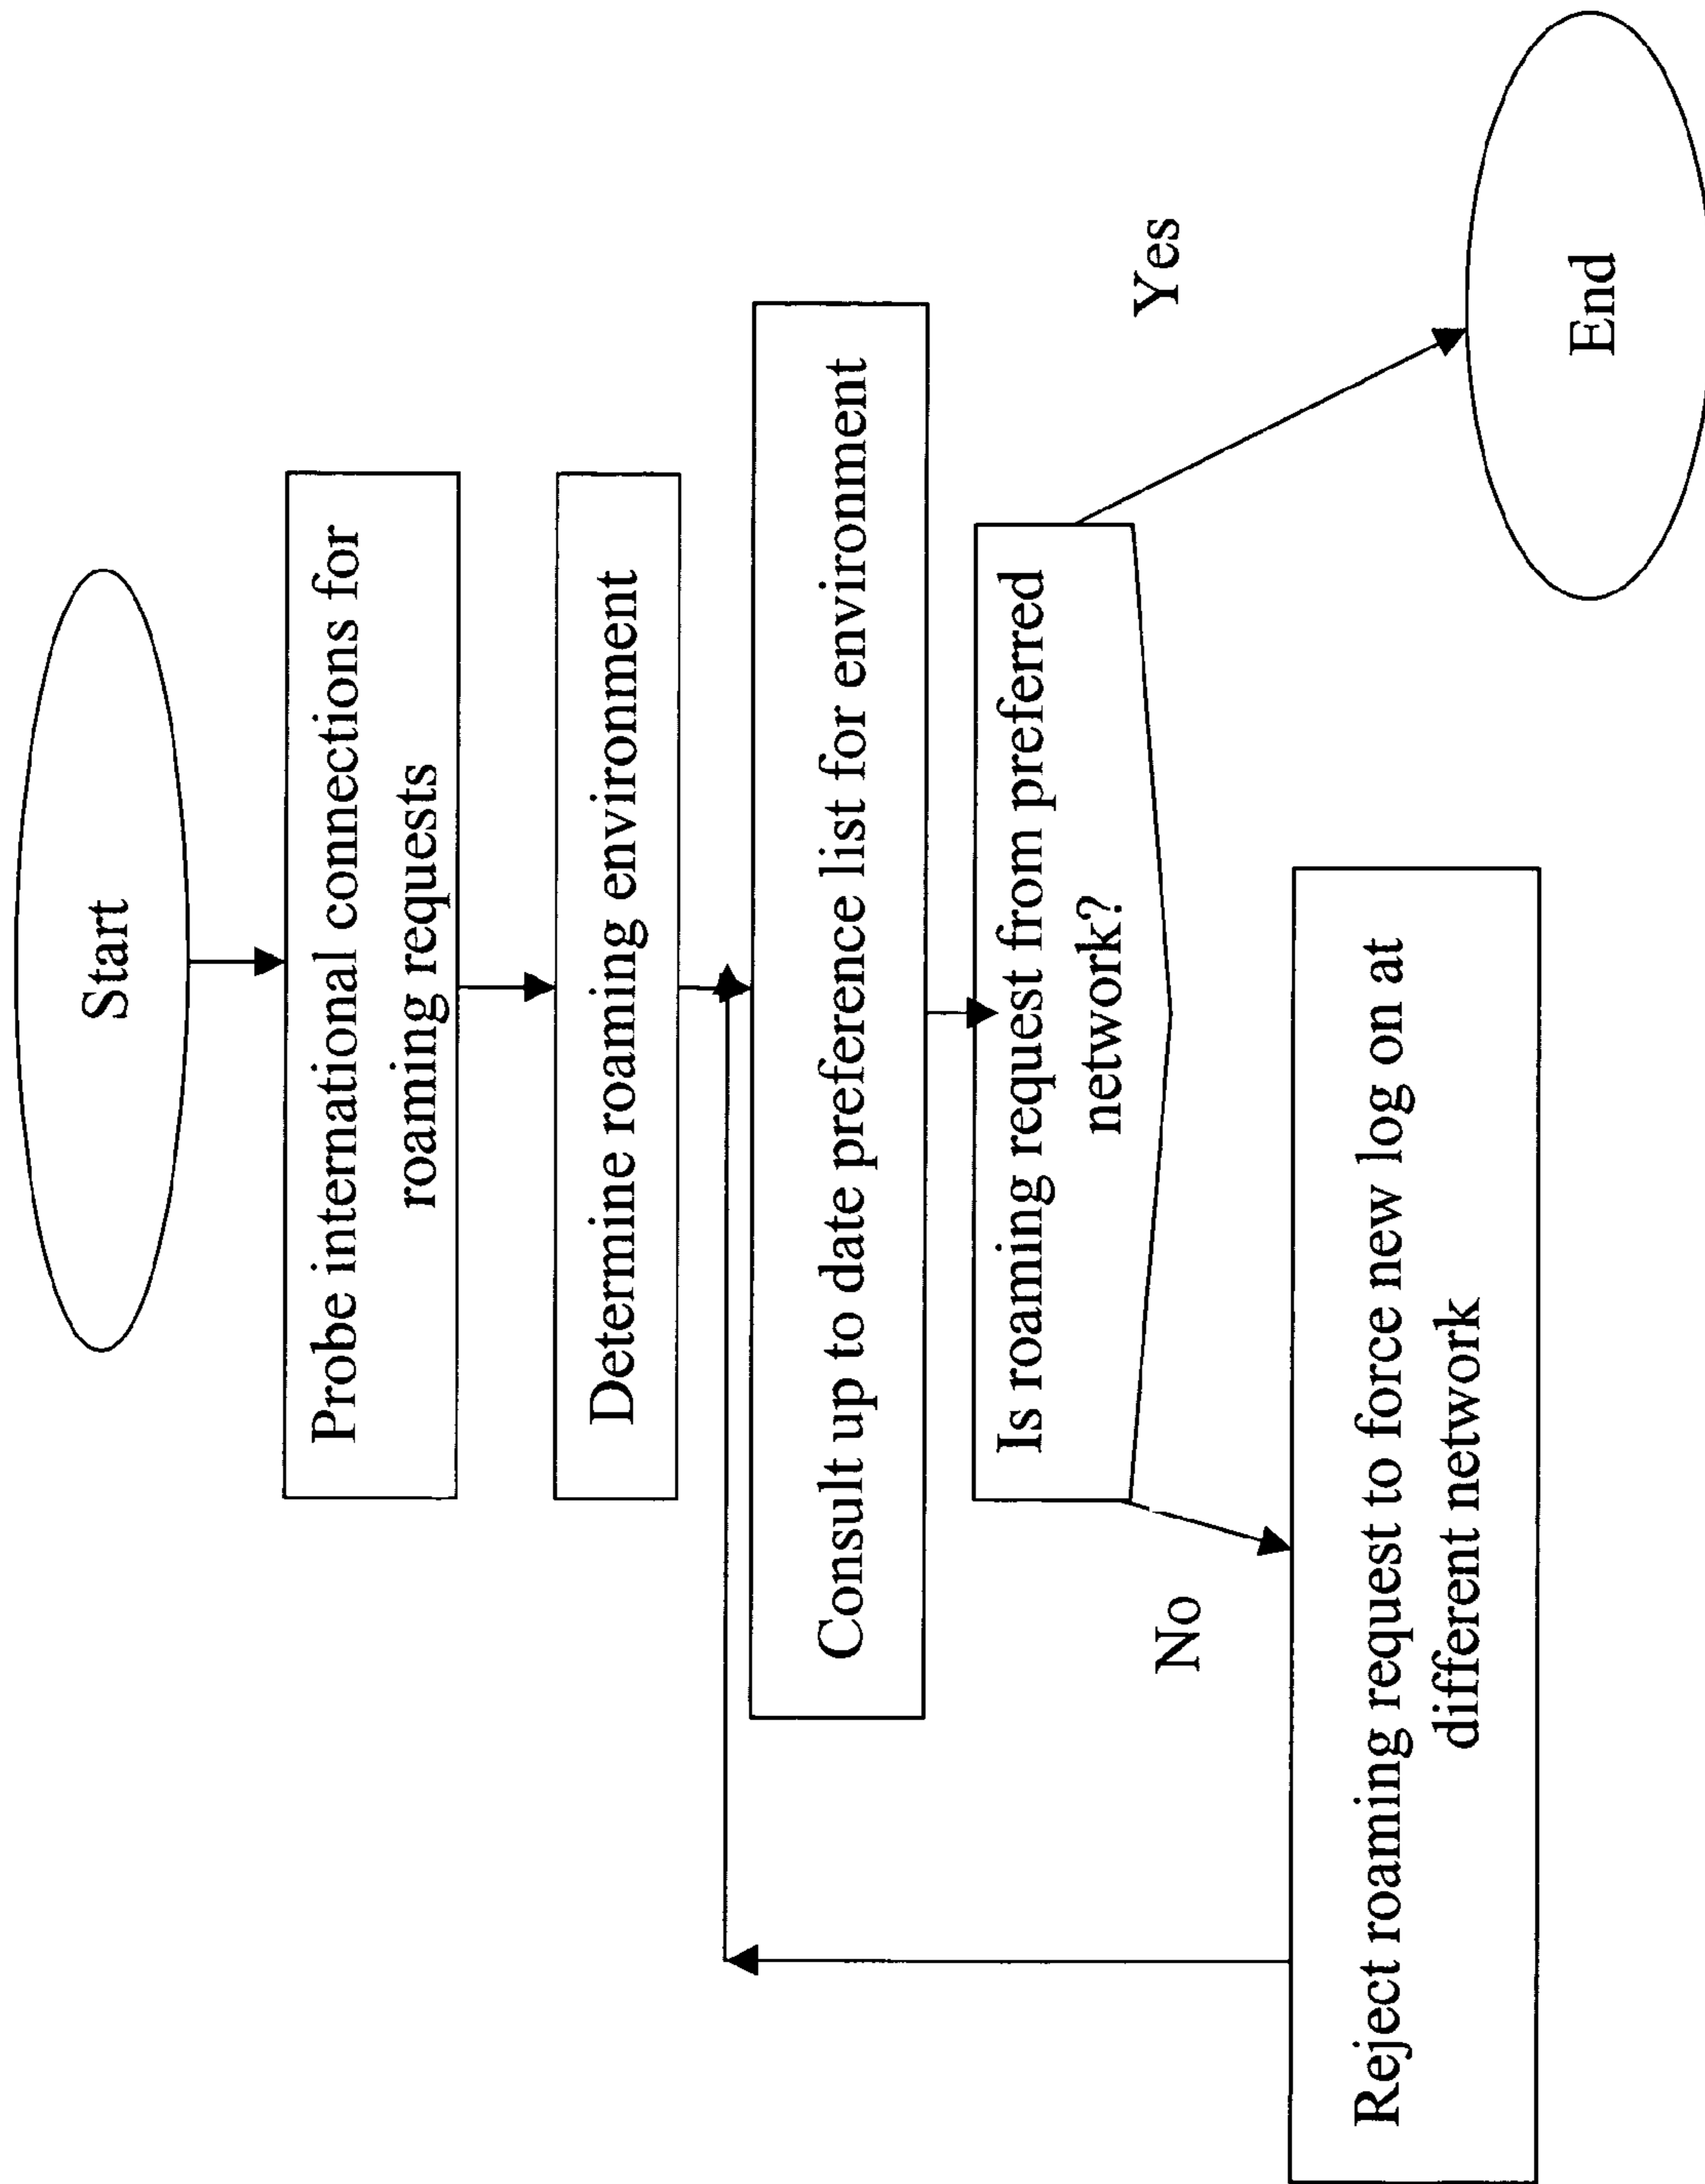 Start
Probe international connections for
roaming requests
Determine roaming environment
Consult up to date preference list for environment
Is roaming request from preferred
network?
Yes
No
End
Reject roaming request to force new log on at
different network